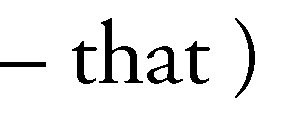 – that )